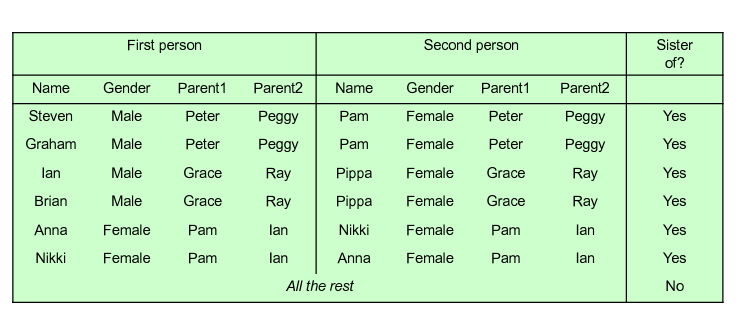 First person Second person Sister
of?
Name Gender Parent1 Parent2 Name Gender Parent1 Parent2
Steven Male Peter Peggy Pam Female Peter Peggy Yes
Graham Male Peter Peggy Pam Female Peter Peggy Yes
Ian Male Grace Ray Pippa Female Grace Ray Yes
Brian Male Grace Ray Pippa Female Grace Ray Yes
Anna Female Pam Ian Nikki Female Pam Ian Yes
Nikki Female Pam Ian Anna Female Pam Ian Yes
All the rest No